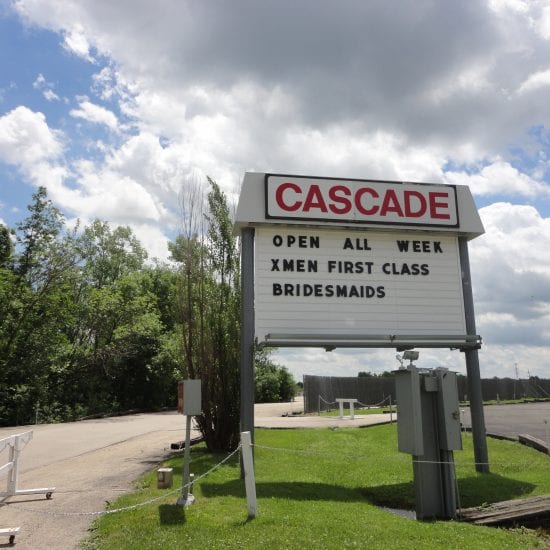 CASCADE
OPEN ALL WEEK
XMEN FIRST CLASS
BRIDESMAIDS